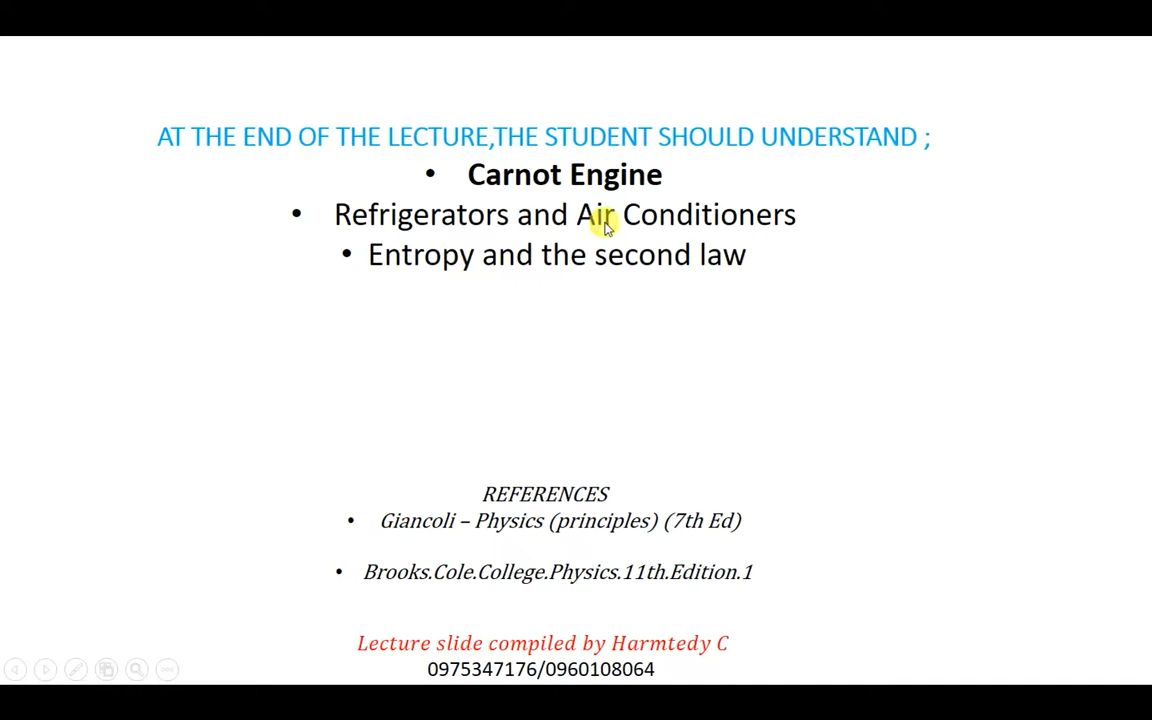 AT THE END OF THE LECTURE,THE STUDENT SHOULD UNDERSTAND ;
• Carnot Engine
• Refrigerators and Air Conditioners
• Entropy and the second law
REFERENCES
• Giancoli – Physics (principles) (7th Ed)
• Brooks.Cole.College.Physics.11th.Edition.1
Lecture slide compiled by Harmtedy C
0975347176/0960108064